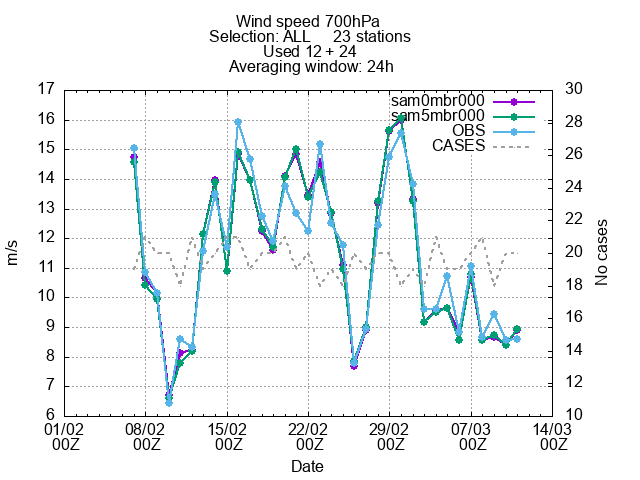 Wind speed 700hPa
Selection: ALL 23 stations
Used 12 + 24
Averaging window: 24h
17
16
15
14
13
12
11
10
9
8
7
6
m/s
30
28
26
24
22
20
18
16
14
12
10
No cases
sam0mbr000
sam5mbr000
OBS
CASES
01/02 08/02 15/02 22/02 29/02 07/03 14/03
00Z 00Z 00Z 00Z 00Z 00Z 00Z
Date